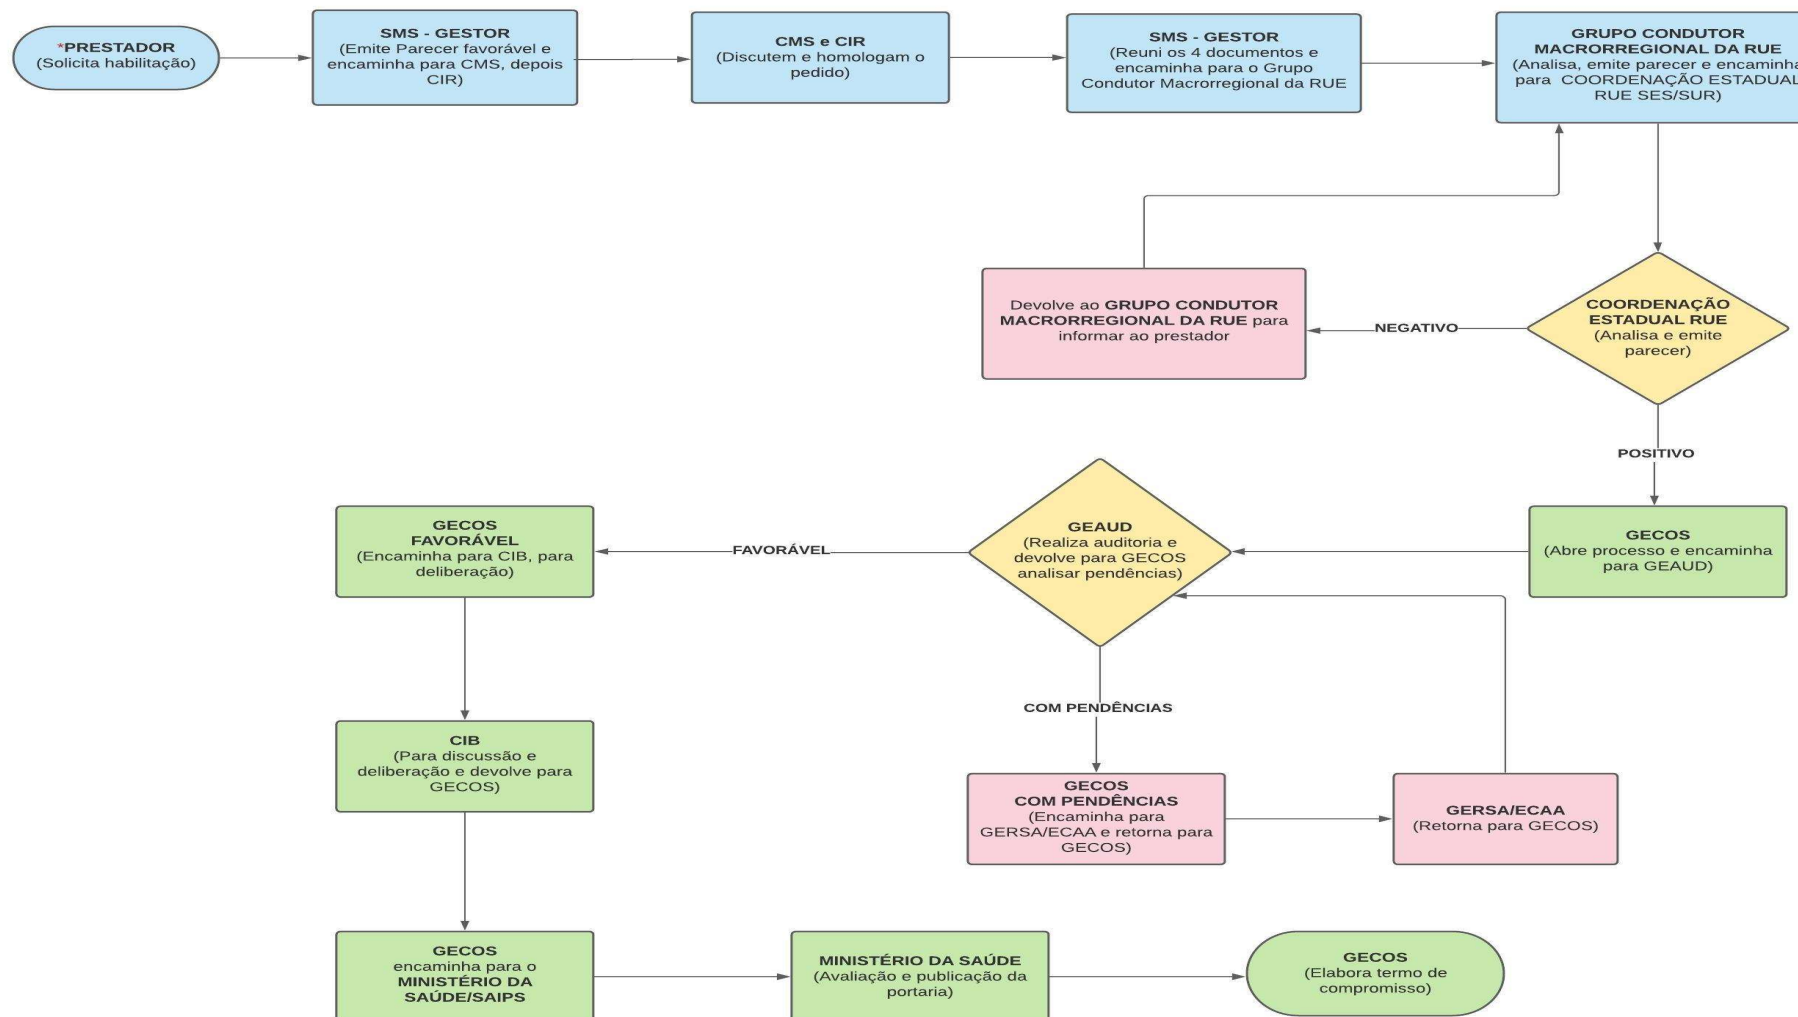 *PRESTADOR
(Solicita habilitação)
SMS - GESTOR
(Emite Parecer favorável e
encaminha para CMS, depois
CIR)
CMS e CIR
(Discutem e homologam o
pedido)
SMS - GESTOR
(Reuni os 4 documentos e
encaminha para o Grupo
Condutor Macrorregional da RUE
GRUPO CONDUTOR
MACRORREGIONAL DA RUE
(Analisa, emite parecer e encaminha
para COORDENAÇÃO ESTADUAL
RUE SES/SUR)
Devolve ao GRUPO CONDUTOR
MACRORREGIONAL DA RUE para
informar ao prestador
NEGATIVO
COORDENAÇÃO
ESTADUAL RUE
(Analisa e emite
parecer)
POSITIVO
GECOS
FAVORÁVEL
(Encaminha para CIB, para
deliberação)
FAVORÁVEL
GEAUD
(Realiza auditoria e
devolve para GECOS
analisar pendências)
GECOS
(Abre processo e encaminha
para GEAUD)
COM PENDÊNCIAS
CIB
(Para discussão e
deliberação e devolve para
GECOS)
GECOS
COM PENDÊNCIAS
(Encaminha para
GERSA/ECAA e retorna para
GECOS)
GERSA/ECAA
(Retorna para GECOS)
GECOS
encaminha para o
MINISTÉRIO DA
SAÚDE/SAIPS
MINISTÉRIO DA SAÚDE
(Avaliação e publicação da
portaria)
GECOS
(Elabora termo de
compromisso)